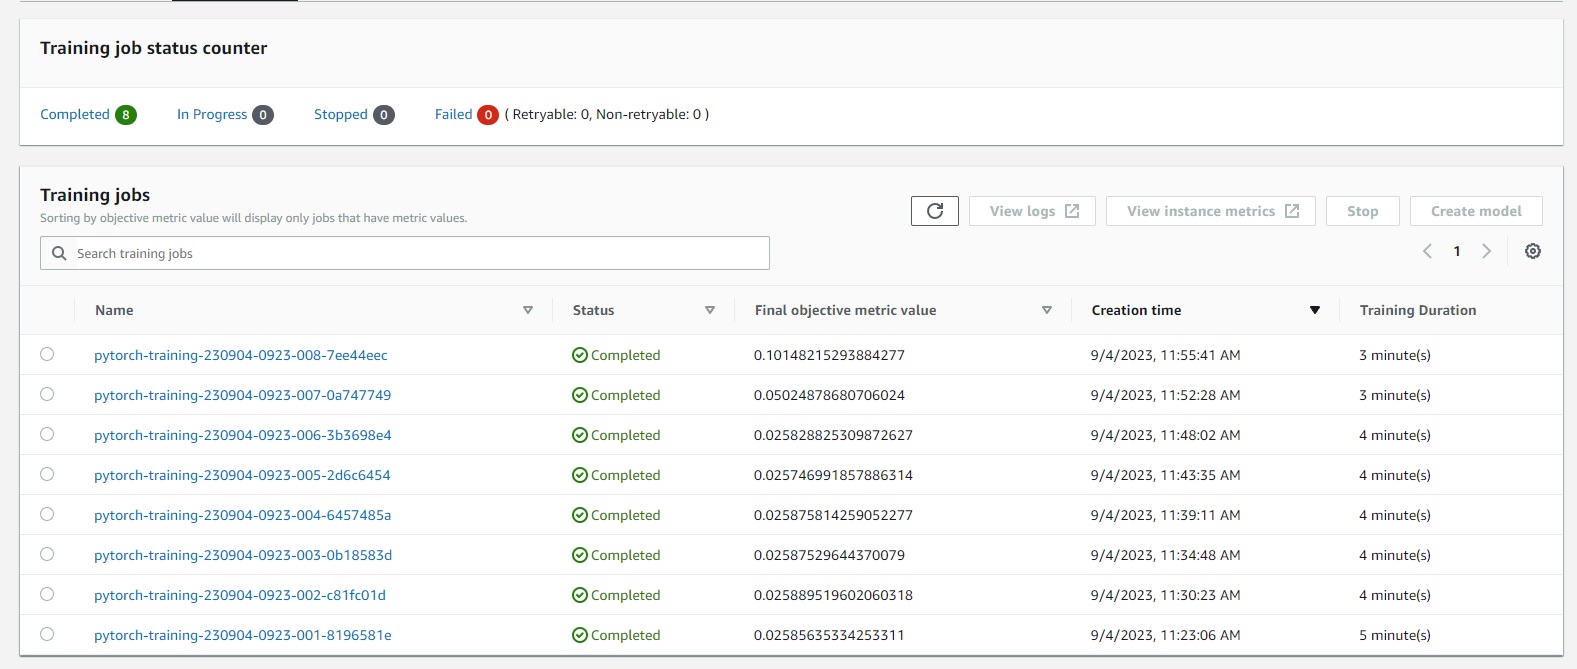 Training job status counter
Completed 8 In Progress 0 Stopped 0 Failed 0 ( Retryable: 0, Non-retryable: 0 )
Training jobs
Sorting by objective metric value will display only jobs that have metric values.
View logs View instance metrics Stop Create model
Search training jobs
1
Name Status Final objective metric value Creation time Training Duration
pytorch-training-230904-0923-008-7ee44eec Completed 0.10148215293884277 9/4/2023, 11:55:41 AM 3 minute(s)
pytorch-training-230904-0923-007-0a747749 Completed 0.05024878680706024 9/4/2023, 11:52:28 AM 3 minute(s)
pytorch-training-230904-0923-006-3b3698e4 Completed 0.025828825309872627 9/4/2023, 11:48:02 AM 4 minute(s)
pytorch-training-230904-0923-005-2d6c6454 Completed 0.025746991857886314 9/4/2023, 11:43:35 AM 4 minute(s)
pytorch-training-230904-0923-004-6457485a Completed 0.025875814259052277 9/4/2023, 11:39:11 AM 4 minute(s)
pytorch-training-230904-0923-003-0b18583d Completed 0.02587529644370079 9/4/2023, 11:34:48 AM 4 minute(s)
pytorch-training-230904-0923-002-c81fc01d Completed 0.025889519602060318 9/4/2023, 11:30:23 AM 4 minute(s)
pytorch-training-230904-0923-001-8196581e Completed 0.02585635334253311 9/4/2023, 11:23:06 AM 5 minute(s)